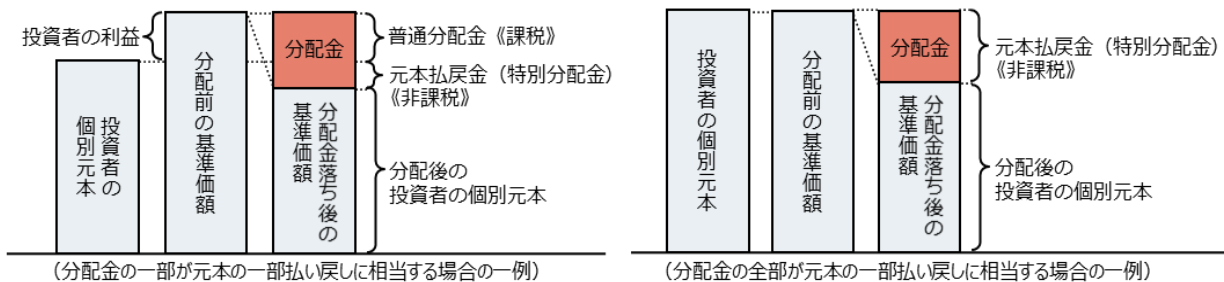 投資者の利益
投資者の
個別元本
分配前の基準価額
分配金
分配金落ち後の
基準価額
普通分配金《課税》
元本払戻金（特別分配金）
《非課税》
分配後の
投資者の個別元本
（分配金の一部が元本の一部払い戻しに相当する場合の一例）
投資者の個別元本
分配前の基準価額
分配金
分配金落ち後の
基準価額
元本払戻金（特別分配金）
《非課税》
分配後の
投資者の個別元本
（分配金の全部が元本の一部払い戻しに相当する場合の一例）